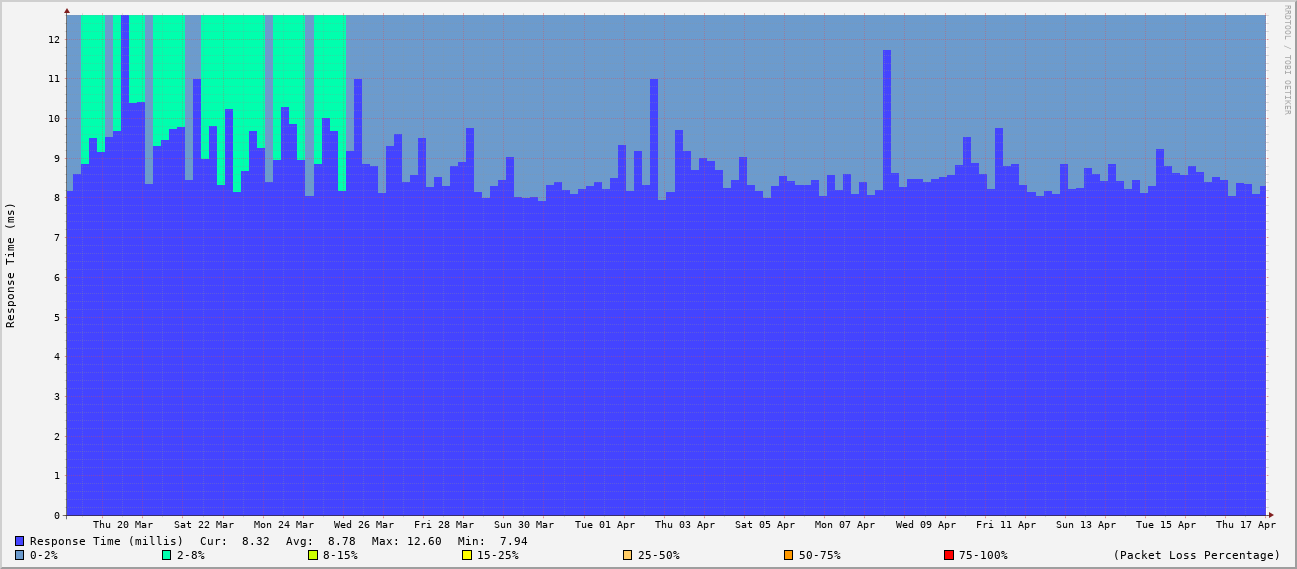 RRDTOOL / TOBI OETIKER
Response Time (ms)
12
11
10
9
8
7
6
5
4
3
2
1
0
Thu 20 Mar Sat 22 Mar Mon 24 Mar Wed 26 Mar Fri 28 Mar Sun 30 Mar Tue 01 Apr Thu 03 Apr Sat 05 Apr Mon 07 Apr Wed 09 Apr Fri 11 Apr Sun 13 Apr Tue 15 Apr Thu 17 Apr
Response Time (millis) Cur: 8.32 Avg: 8.78 Max: 12.60 Min: 7.94
0-2% 2-8% 8-15% 15-25% 25-50% 50-75% 75-100% (Packet Loss Percentage)